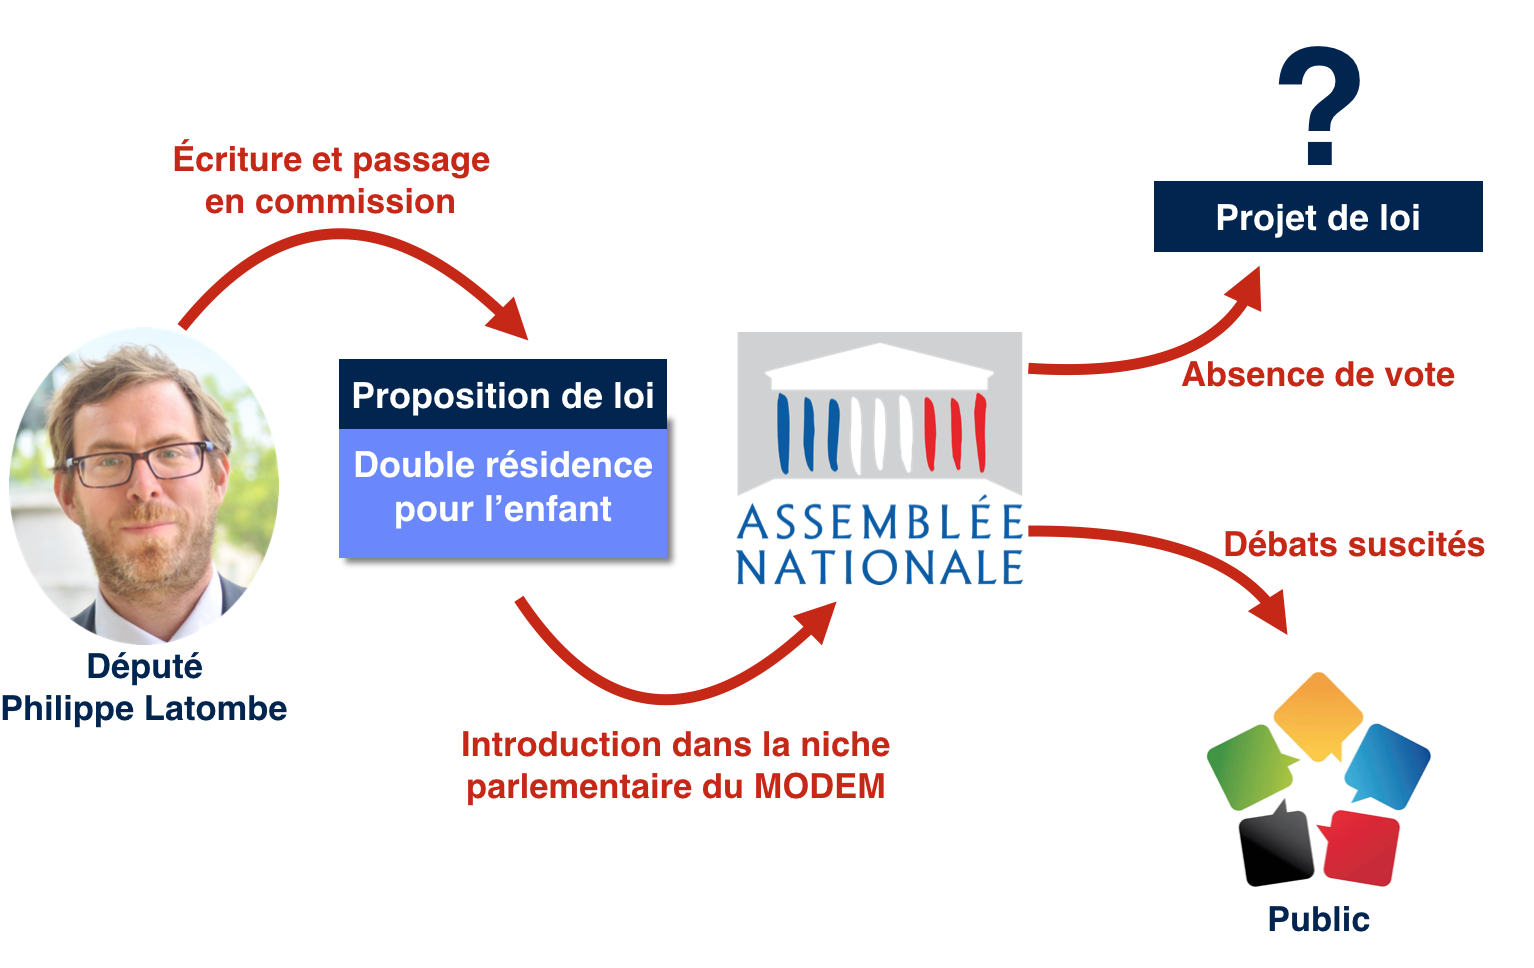 ?
Projet de loi
Écriture et passage
en commission
Proposition de loi
Double résidence
pour l’enfant
Absence de vote
ASSEMBLÉE
NATIONALE
Débats suscités
Député
Philippe Latombe
Introduction dans la niche
parlementaire du MODEM
Public